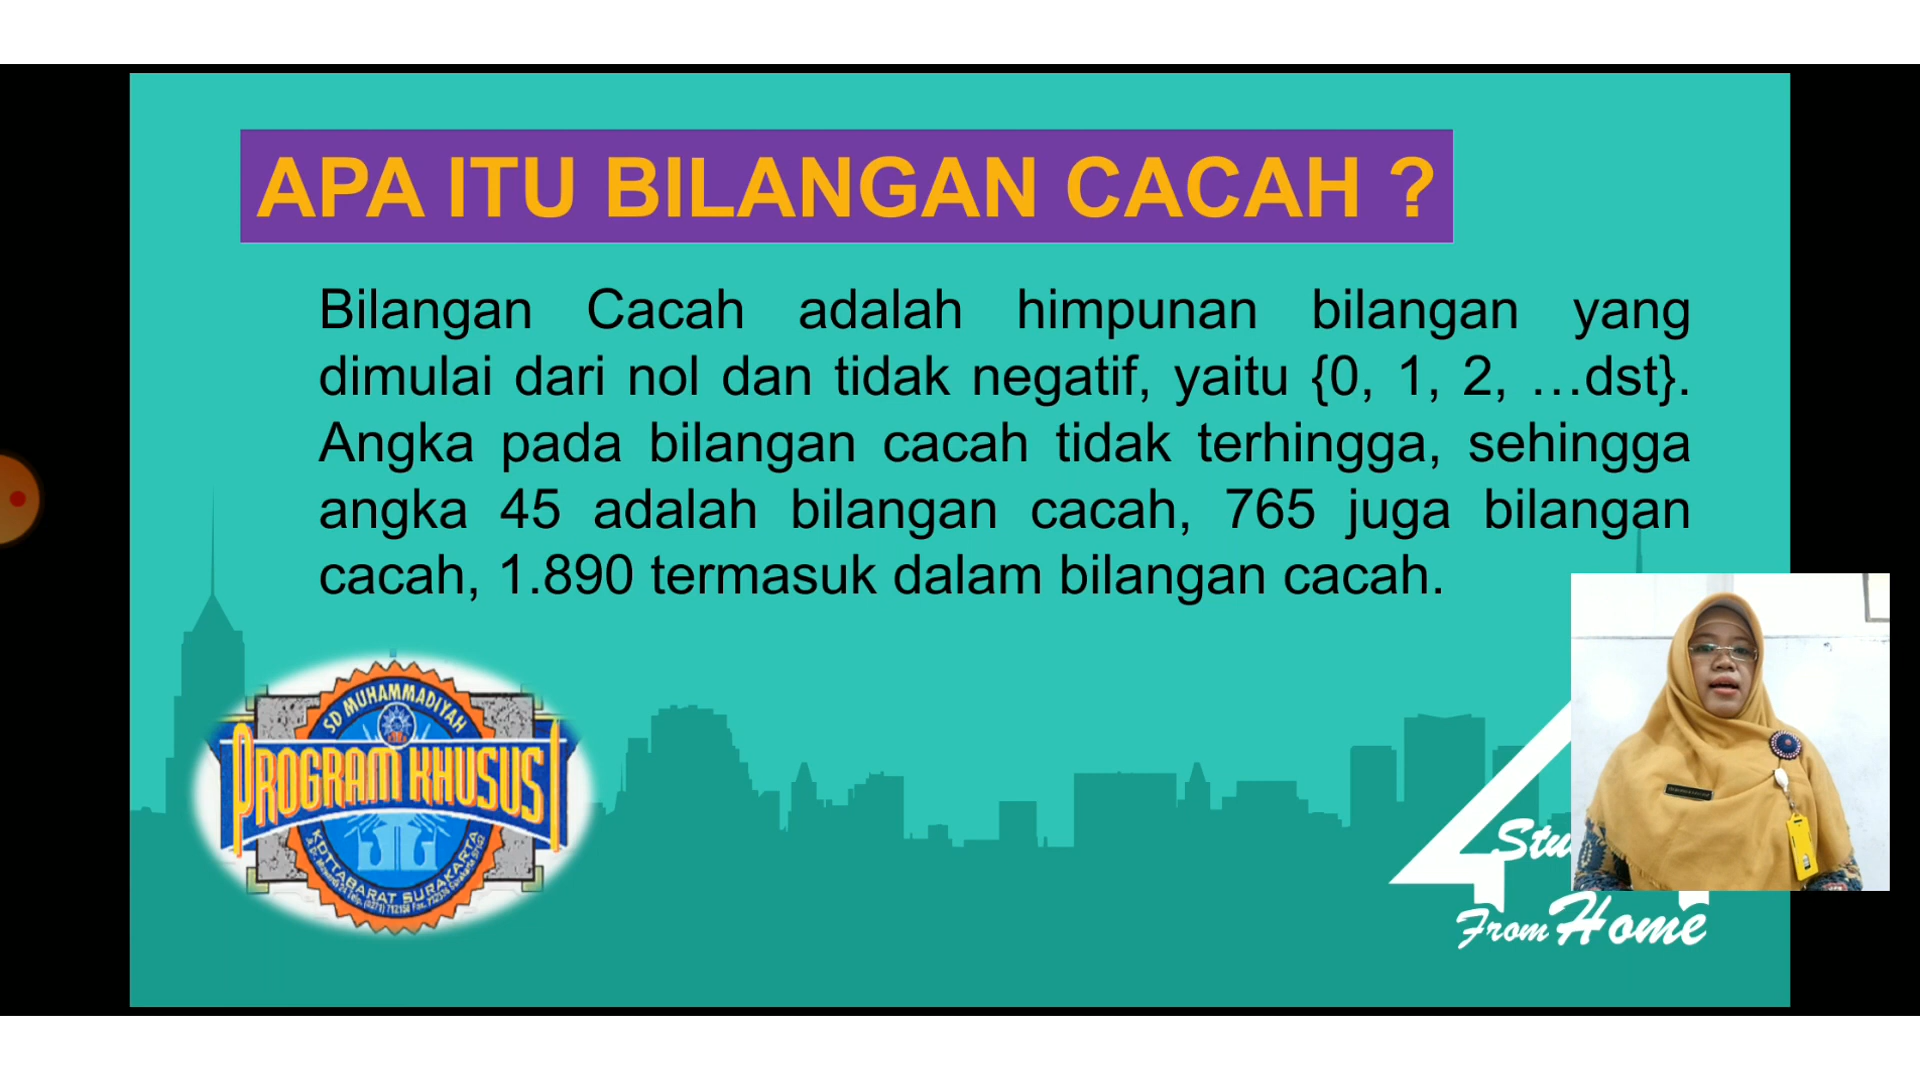 APA ITU BILANGAN CACAH ?
Bilangan Cacah adalah himpunan bilangan yang
dimulai dari nol dan tidak negatif, yaitu {0, 1, 2, …dst}.
Angka pada bilangan cacah tidak terhingga, sehingga
angka 45 adalah bilangan cacah, 765 juga bilangan
cacah, 1.890 termasuk dalam bilangan cacah.
SD MUHAMMADIYAH
PROGRAM KHUSUS
KOTTABARAT SURAKARTA
4
Stu
From Home